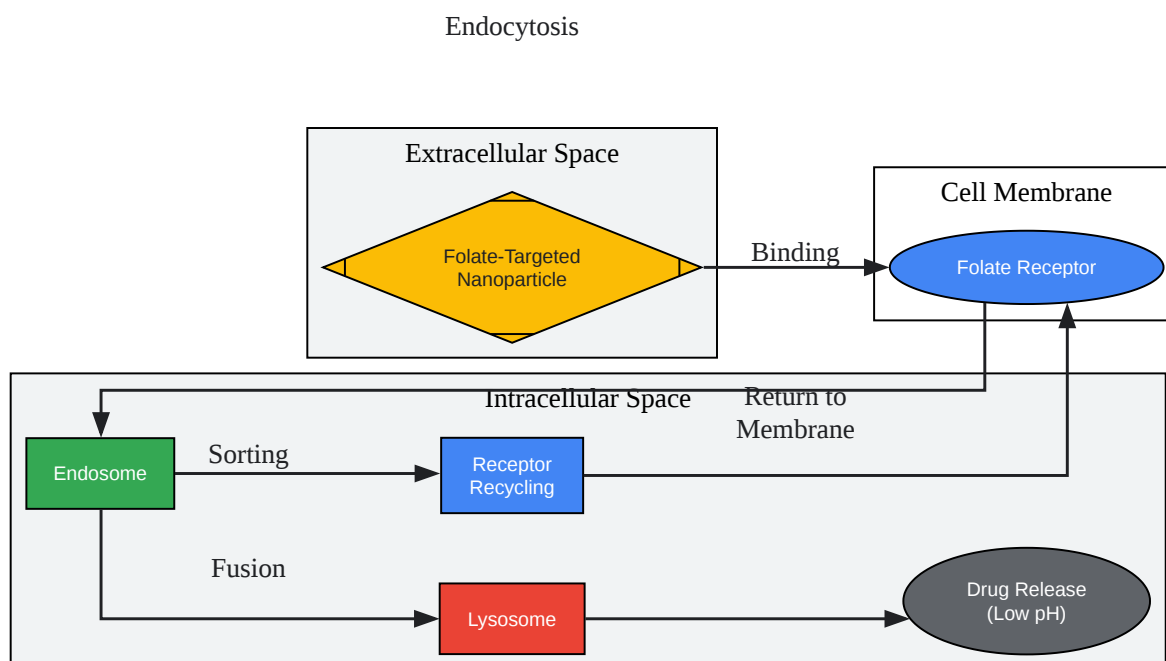 Endocytosis
Extracellular Space
Folate-Targeted
Nanoparticle
Binding
Cell Membrane
Folate Receptor
Intracellular Space
Return to
Membrane
Endosome
Sorting
Receptor
Recycling
Fusion
Lysosome
Drug Release
(Low pH)